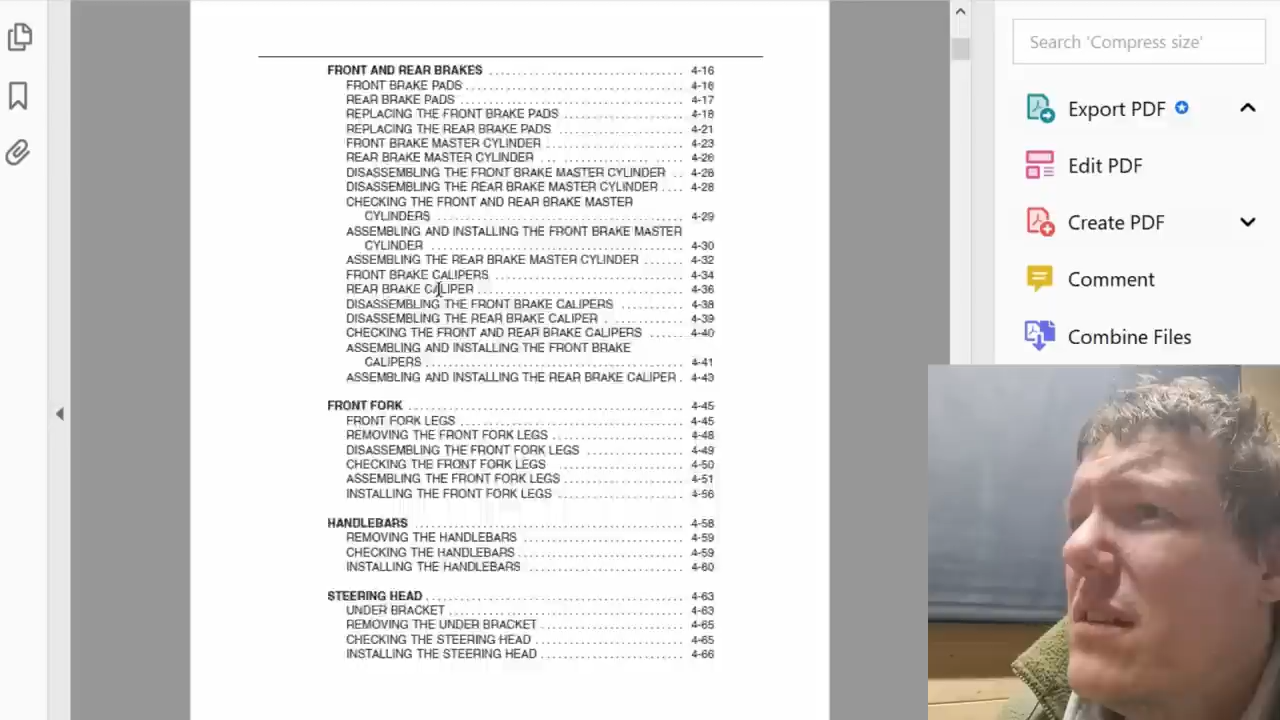 FRONT AND REAR BRAKES 4-16
FRONT BRAKE PADS 4-16
REAR BRAKE PADS 4-17
REPLACING THE FRONT BRAKE PADS 4-18
REPLACING THE REAR BRAKE PADS 4-21
FRONT BRAKE MASTER CYLINDER 4-23
REAR BRAKE MASTER CYLINDER 4-26
DISASSEMBLING THE FRONT BRAKE MASTER CYLINDER 4-28
DISASSEMBLING THE REAR BRAKE MASTER CYLINDER 4-28
CHECKING THE FRONT AND REAR BRAKE MASTER
CYLINDERS 4-29
ASSEMBLING AND INSTALLING THE FRONT BRAKE MASTER
CYLINDER 4-30
ASSEMBLING THE REAR BRAKE MASTER CYLINDER 4-32
FRONT BRAKE CALIPERS 4-34
REAR BRAKE CALIPER 4-36
DISASSEMBLING THE FRONT BRAKE CALIPERS 4-38
DISASSEMBLING THE REAR BRAKE CALIPER 4-39
CHECKING THE FRONT AND REAR BRAKE CALIPERS 4-40
ASSEMBLING AND INSTALLING THE FRONT BRAKE
CALIPERS 4-41
ASSEMBLING AND INSTALLING THE REAR BRAKE CALIPER 4-43
FRONT FORK 4-45
FRONT FORK LEGS 4-45
REMOVING THE FRONT FORK LEGS 4-48
DISASSEMBLING THE FRONT FORK LEGS 4-49
CHECKING THE FRONT FORK LEGS 4-50
ASSEMBLING THE FRONT FORK LEGS 4-51
INSTALLING THE FRONT FORK LEGS 4-56
HANDLEBARS 4-58
REMOVING THE HANDLEBARS 4-59
CHECKING THE HANDLEBARS 4-59
INSTALLING THE HANDLEBARS 4-60
STEERING HEAD 4-63
UNDER BRACKET 4-63
REMOVING THE UNDER BRACKET 4-65
CHECKING THE STEERING HEAD 4-65
INSTALLING THE STEERING HEAD 4-66
Search 'Compress size'
Export PDF
Edit PDF
Create PDF
Comment
Combine Files